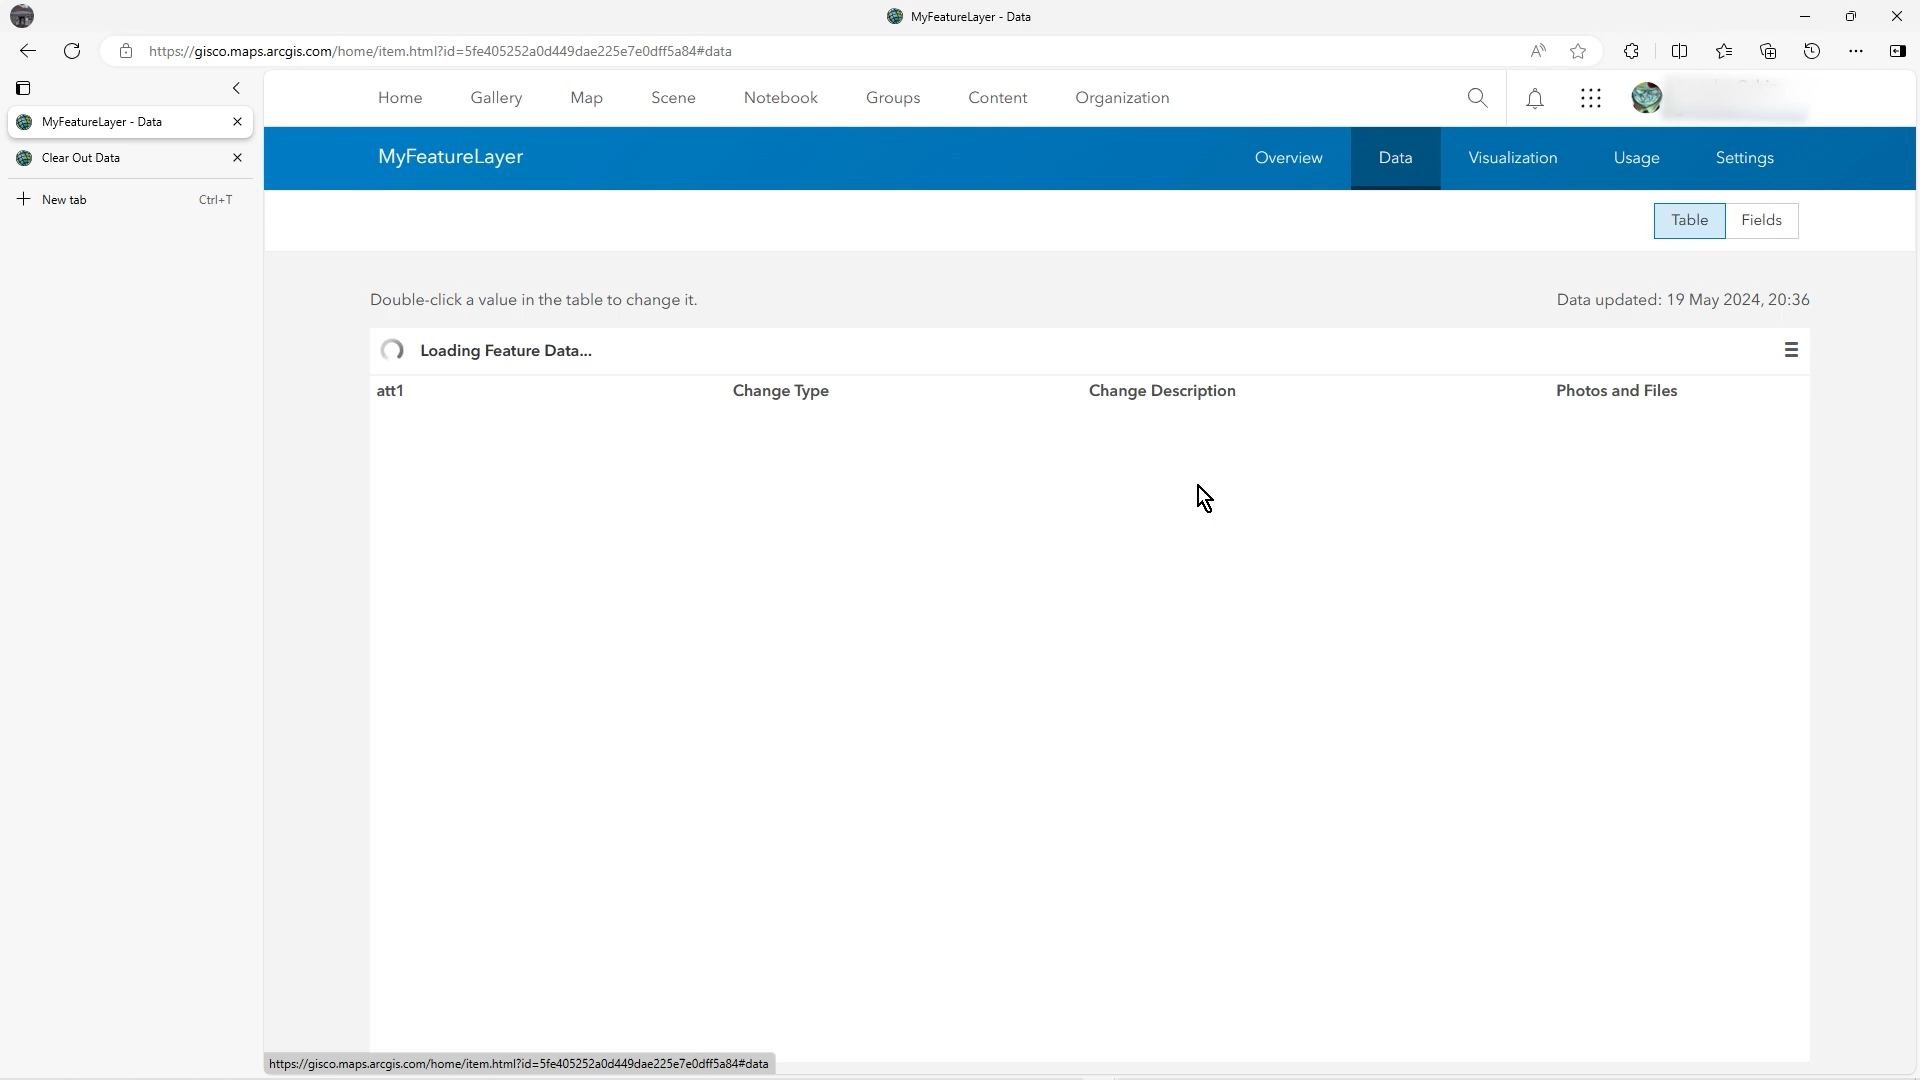 MyFeatureLayer - Data
https://gisco.maps.arcgis.com/home/item.html?id=5fe405252a0d449dae225e7e0dff5a84#data
MyFeatureLayer - Data
Clear Out Data
New tab Ctrl+T
Home Gallery Map Scene Notebook Groups Content Organization
MyFeatureLayer Overview Data Visualization Usage Settings
Table Fields
Double-click a value in the table to change it. Data updated: 19 May 2024, 20:36
Loading Feature Data...
att1 Change Type Change Description Photos and Files
https://gisco.maps.arcgis.com/home/item.html?id=5fe405252a0d449dae225e7e0dff5a84#data